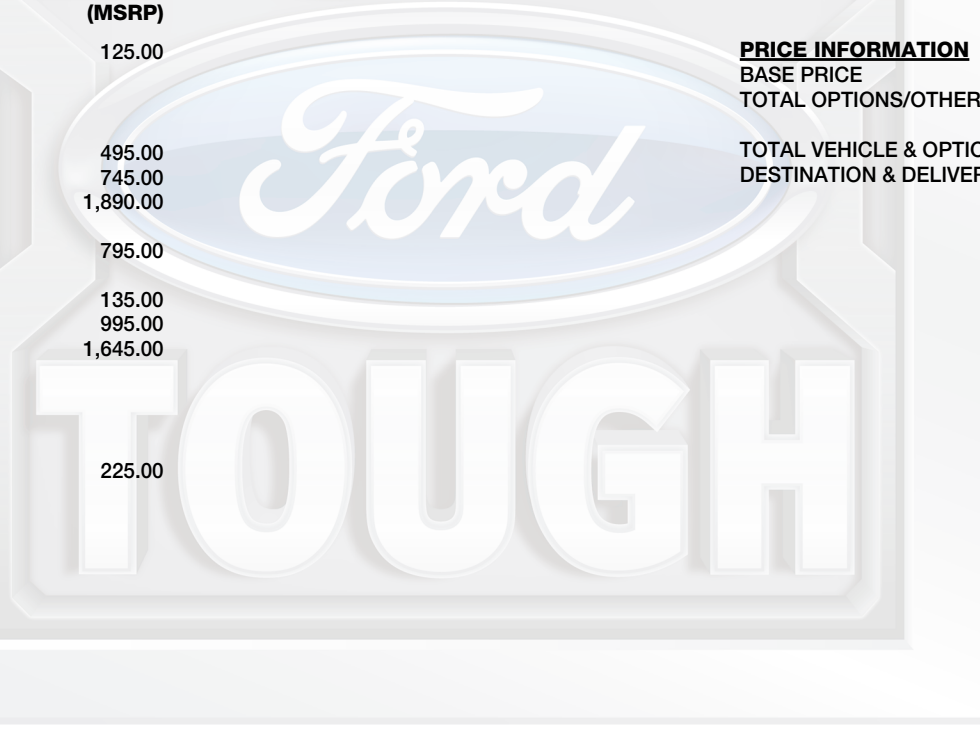 (MSRP)
125.00
495.00
745.00
1,890.00
795.00
135.00
995.00
1,645.00
225.00
PRICE INFORMATION
BASE PRICE
TOTAL OPTIONS/OTHER
TOTAL VEHICLE & OPTIO
DESTINATION & DELIVER
Ford
TOUGH